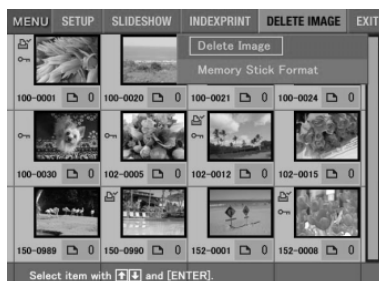 MENU SETUP SLIDESHOW INDEXPRINT DELETE IMAGE EXIT
Delete Image
Memory Stick Format
100-0001 0 100-0020 0 100-0021 0 100-0024 0
100-0030 0 102-0005 0 102-0012 0 102-0015 0
150-0989 0 150-0990 0 152-0001 0 152-0008 0
Select item with ⬆⬇ and [ENTER].